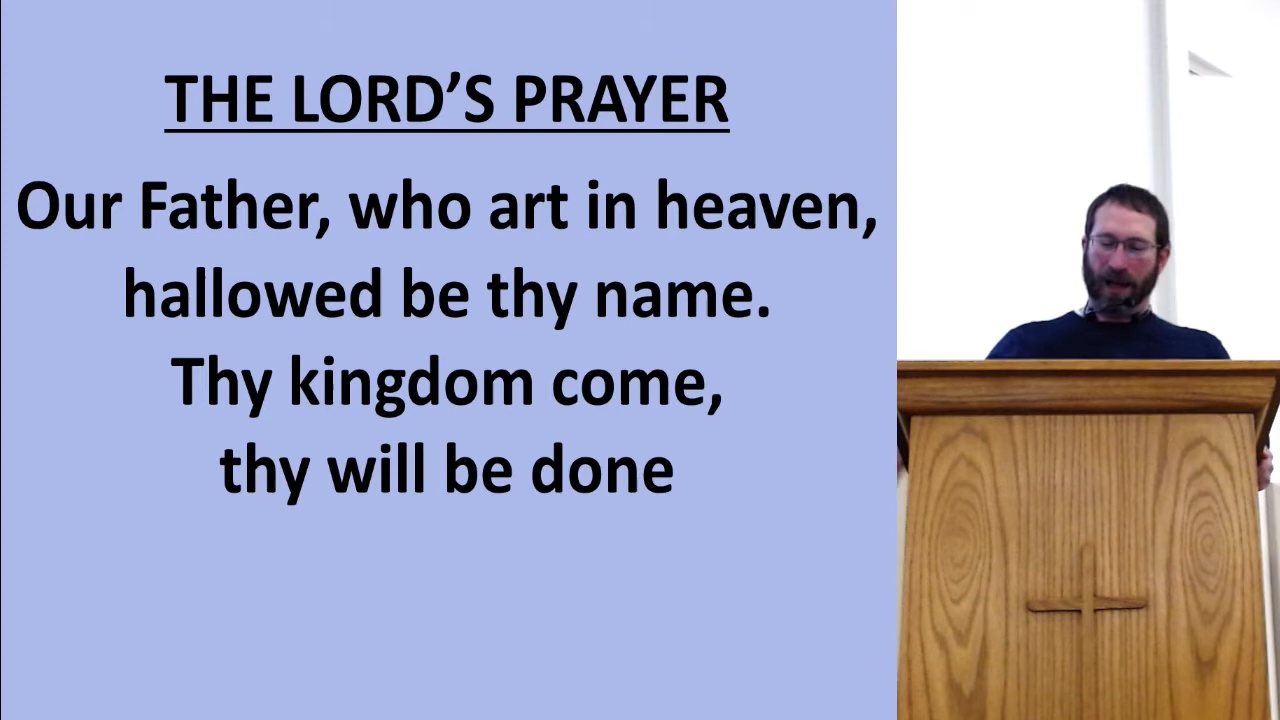 THE LORD’S PRAYER
Our Father, who art in heaven,
hallowed be thy name.
Thy kingdom come,
thy will be done